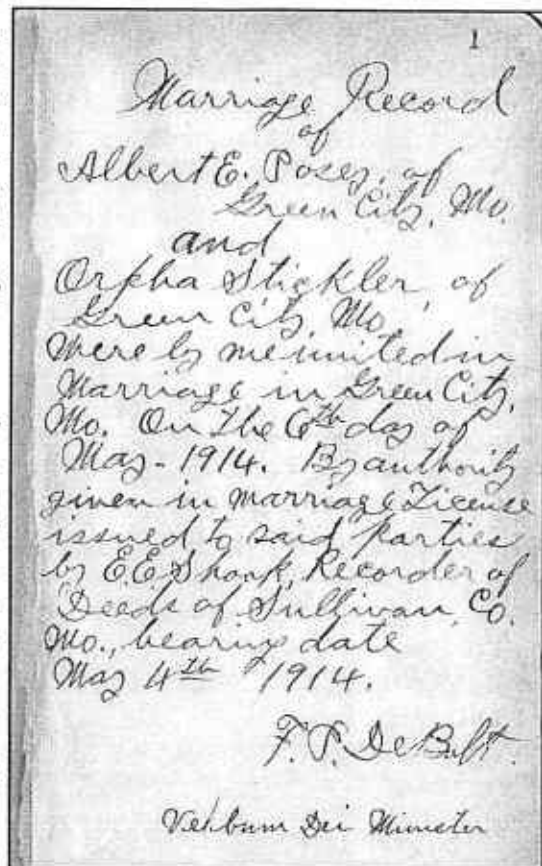 1
Marriage Record
of
Albert E. Posey, of
Green City, Mo.
and
Orpha Stickler, of
Green City, Mo.
Were by me united in
Marriage in Green City,
Mo. On The 6th day of
May - 1914. By authority
given in Marriage License
issued to said parties
by E.E. Shook, Recorder of
Deeds of Sullivan Co.
Mo., bearing date
May 4th 1914.
F. P.
Verbum Dei Minister